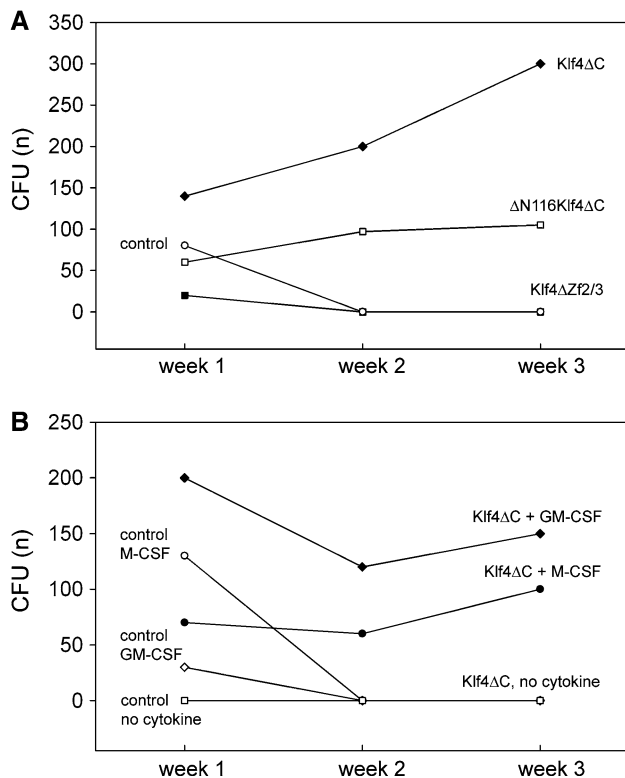 A
CFU (n)
350
300
250
200
150
100
50
0
Klf4ΔC
ΔN116Klf4ΔC
control
Klf4ΔZf2/3
week 1
week 2
week 3
B
CFU (n)
250
200
150
100
50
0
Klf4ΔC + GM-CSF
control
M-CSF
Klf4ΔC + M-CSF
control
GM-CSF
Klf4ΔC, no cytokine
control
no cytokine
week 1
week 2
week 3